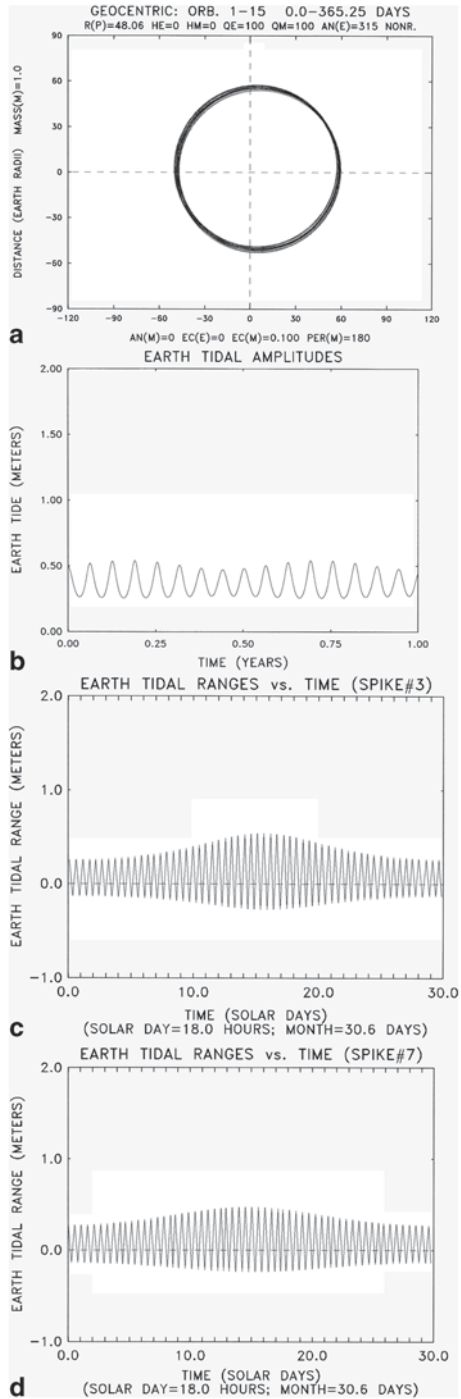 GEOCENTRIC: ORB. 1-15 0.0-365.25 DAYS
R(P)=48.06 HE=0 HM=0 QE=100 QM=100 AN(E)=315 NONR.
90
60
30
0
-30
-60
-90
DISTANCE (EARTH RADII) MASS(M)=1.0
-120 -90 -60 -30 0 30 60 90 120
a
AN(M)=0 EC(E)=0 EC(M)=0.100 PER(M)=180
EARTH TIDAL AMPLITUDES
2.00
1.50
1.00
0.50
0.00
EARTH TIDE (METERS)
0.00 0.25 0.50 0.75 1.00
b
TIME (YEARS)
EARTH TIDAL RANGES vs. TIME (SPIKE#3)
2.0
1.0
0.0
-1.0
EARTH TIDAL RANGE (METERS)
0.0 10.0 20.0 30.0
TIME (SOLAR DAYS)
c
(SOLAR DAY=18.0 HOURS; MONTH=30.6 DAYS)
EARTH TIDAL RANGES vs. TIME (SPIKE#7)
2.0
1.0
0.0
-1.0
EARTH TIDAL RANGE (METERS)
0.0 10.0 20.0 30.0
TIME (SOLAR DAYS)
d
(SOLAR DAY=18.0 HOURS; MONTH=30.6 DAYS)